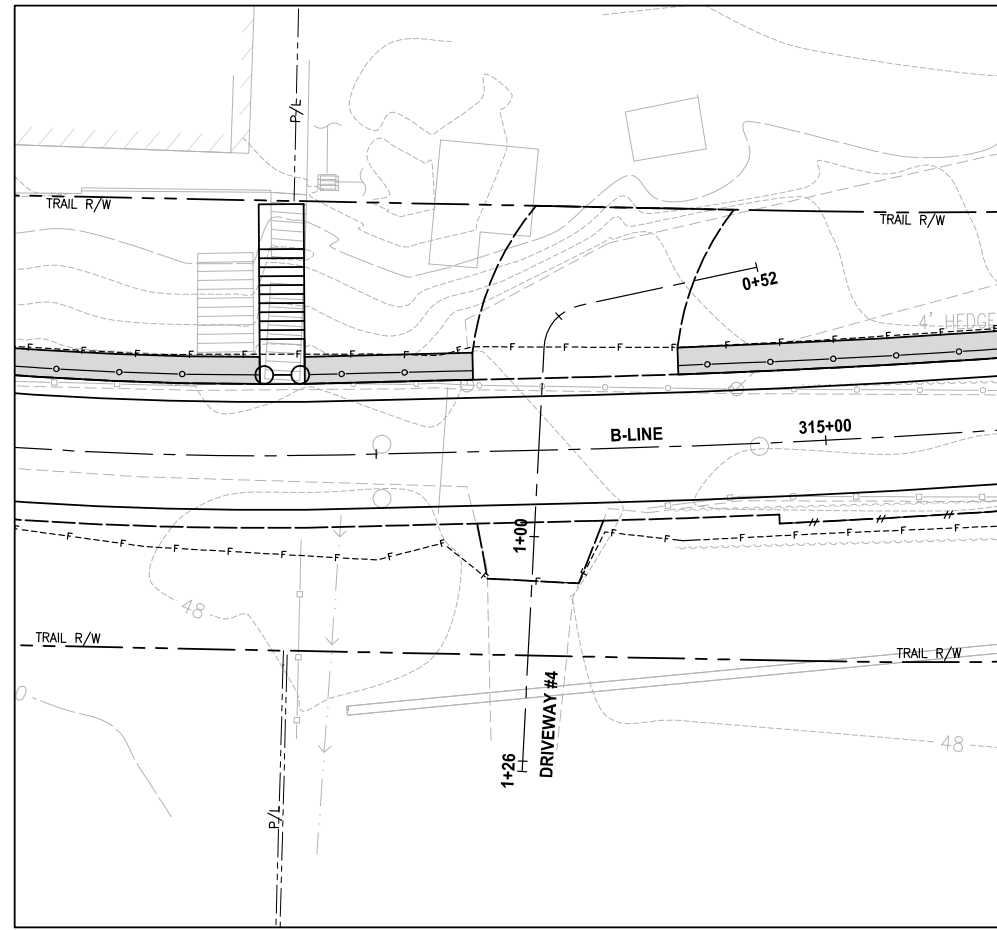 P/L
TRAIL R/W
TRAIL R/W
0+52
4' HEDGE
B-LINE
315+00
1+00
48
TRAIL R/W
TRAIL R/W
DRIVEWAY #4
1+26
48
P/L
F F F F F F F F